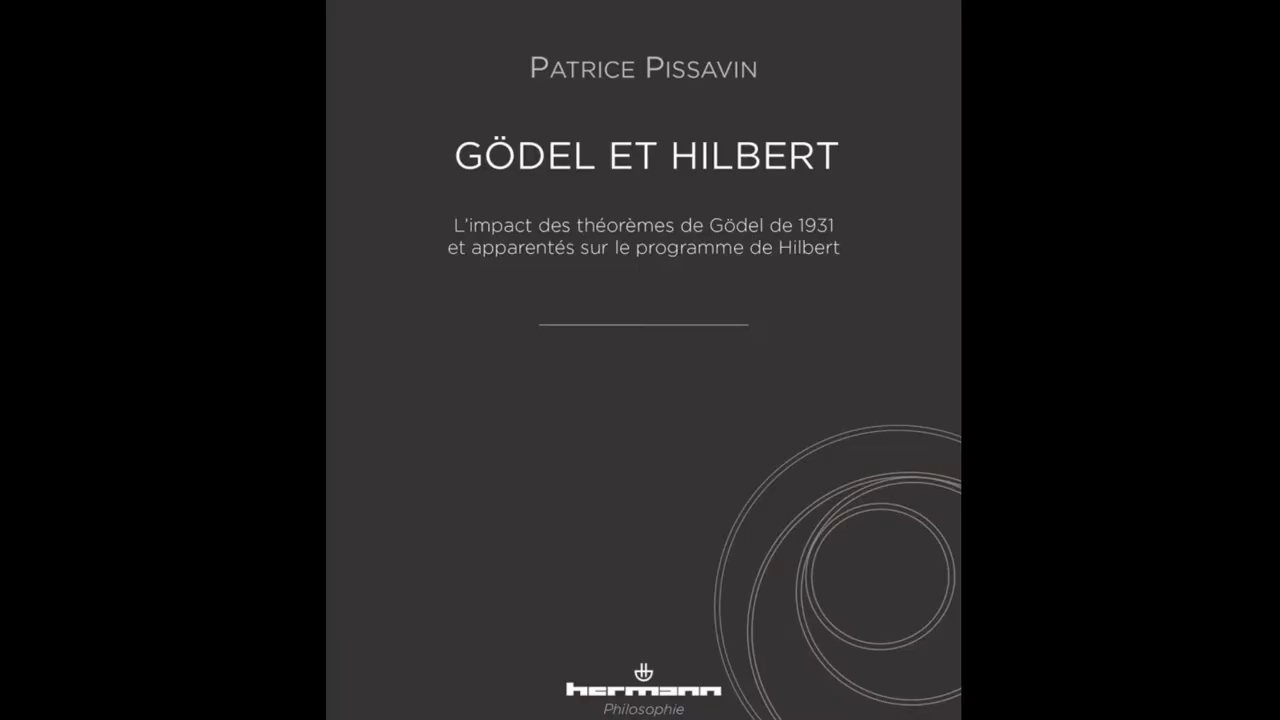 PATRICE PISSAVIN
GÖDEL ET HILBERT
L'impact des théorèmes de Gödel de 1931
et apparentés sur le programme de Hilbert
hermann
Philosophie